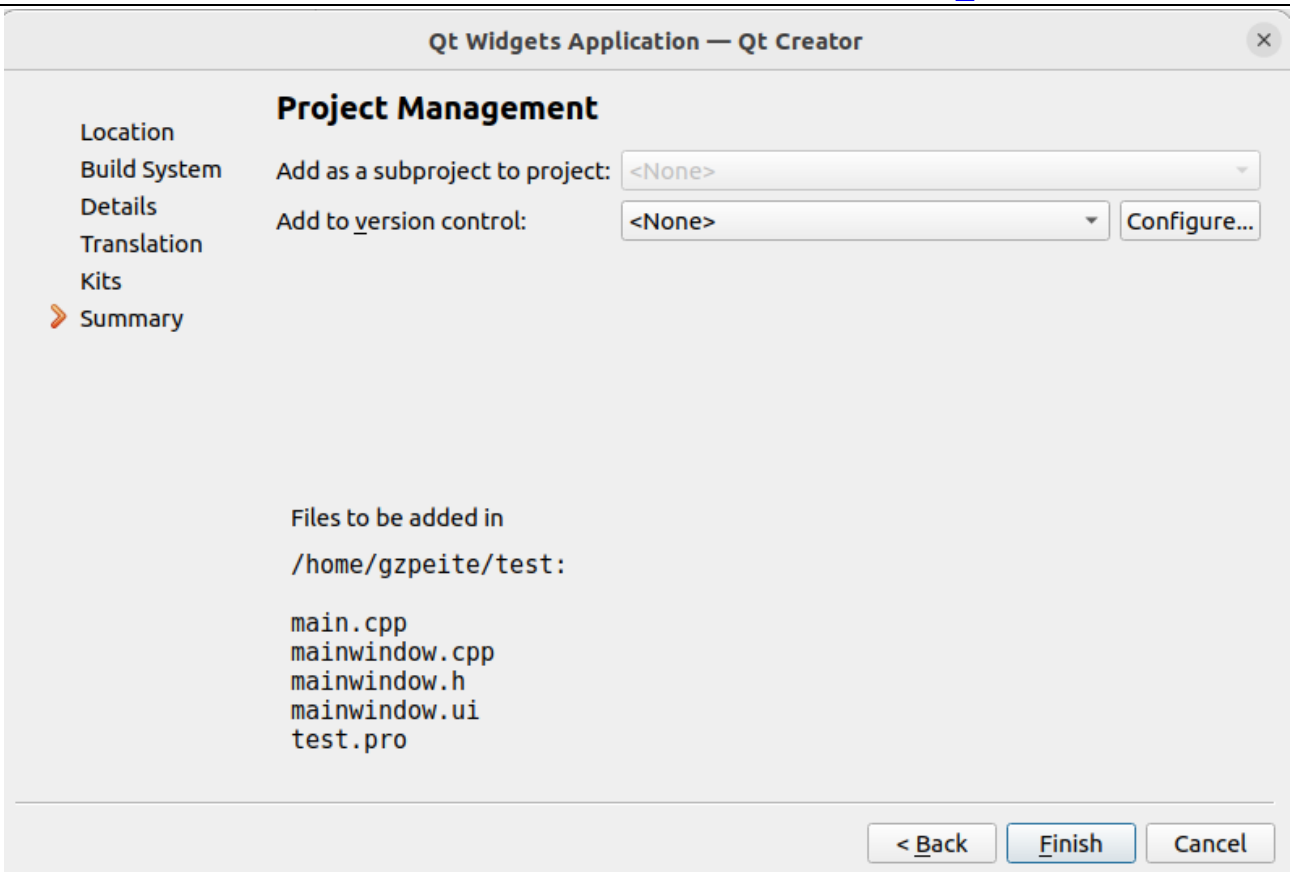 Qt Widgets Application — Qt Creator
Location
Build System
Details
Translation
Kits
Summary
Project Management
Add as a subproject to project: <None>
Add to version control: <None> Configure...
Files to be added in
/home/gzpeite/test:
main.cpp
mainwindow.cpp
mainwindow.h
mainwindow.ui
test.pro
< Back Finish Cancel